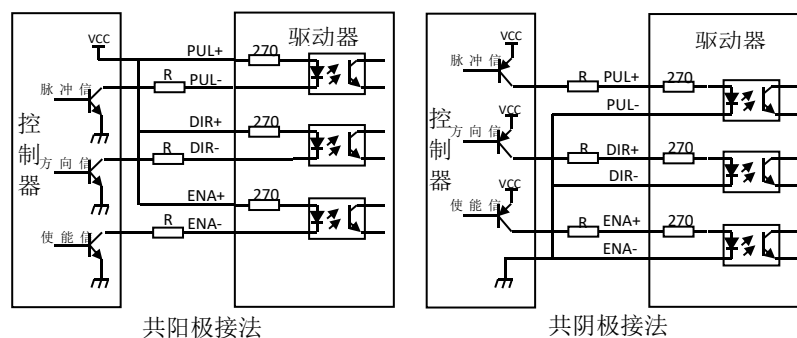 VCC
PUL+
270
驱动器
脉 冲 信
R
PUL-
控
制
器
DIR+
270
方 向 信
R
DIR-
ENA+
270
使 能 信
R
ENA-
共阳极接法
VCC
驱动器
脉 冲 信
R
PUL+
270
PUL-
VCC
控
制
器
方 向 信
R
DIR+
270
DIR-
VCC
使 能 信
R
ENA+
270
ENA-
共阴极接法